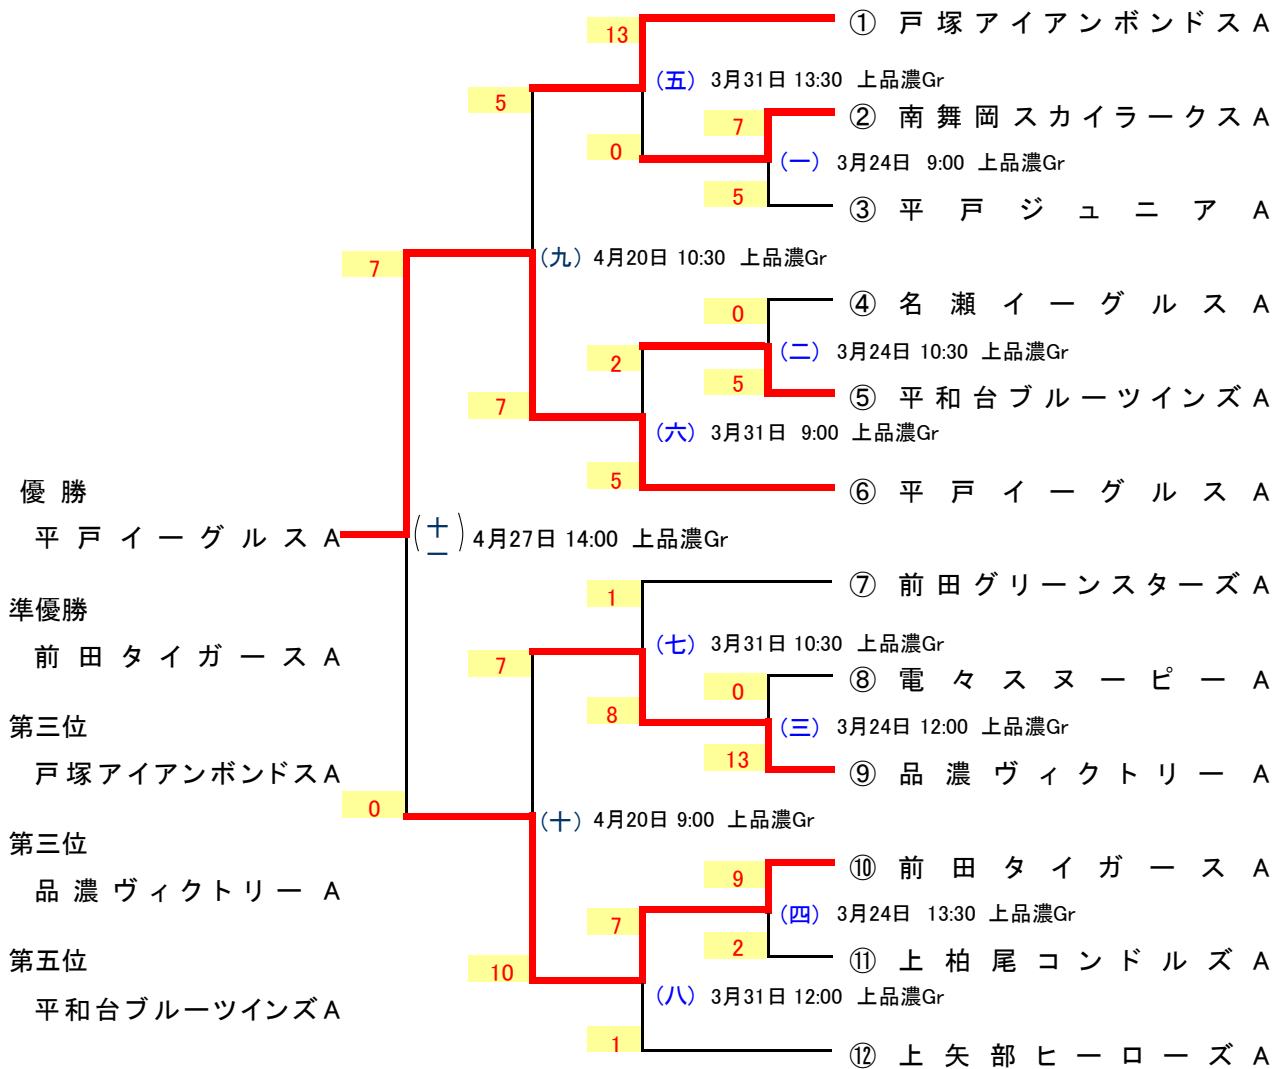 13 ① 戸塚アイアンボンドス A
(五) 3月31日 13:30 上品濃Gr
5
7 ② 南舞岡スカイラークス A
0
(一) 3月24日 9:00 上品濃Gr
5 ③ 平戸ジュニア A
7
(九) 4月20日 10:30 上品濃Gr
0 ④ 名瀬イーグルス A
2
(二) 3月24日 10:30 上品濃Gr
7
5 ⑤ 平和台ブルーツインズ A
(六) 3月31日 9:00 上品濃Gr
5 ⑥ 平戸イーグルス A
優勝
平戸イーグルス A
(十一) 4月27日 14:00 上品濃Gr
1 ⑦ 前田グリーンスターズ A
準優勝
前田タイガース A
(七) 3月31日 10:30 上品濃Gr
7
0 ⑧ 電々スヌーピー A
8
第三位
(三) 3月24日 12:00 上品濃Gr
戸塚アイアンボンドス A
13 ⑨ 品濃ヴィクトリー A
0
(十) 4月20日 9:00 上品濃Gr
第三位
品濃ヴィクトリー A
9 ⑩ 前田タイガース A
7
(四) 3月24日 13:30 上品濃Gr
第五位
2 ⑪ 上柏尾コンドルズ A
10
(八) 3月31日 12:00 上品濃Gr
平和台ブルーツインズ A
1 ⑫ 上矢部ヒーローズ A